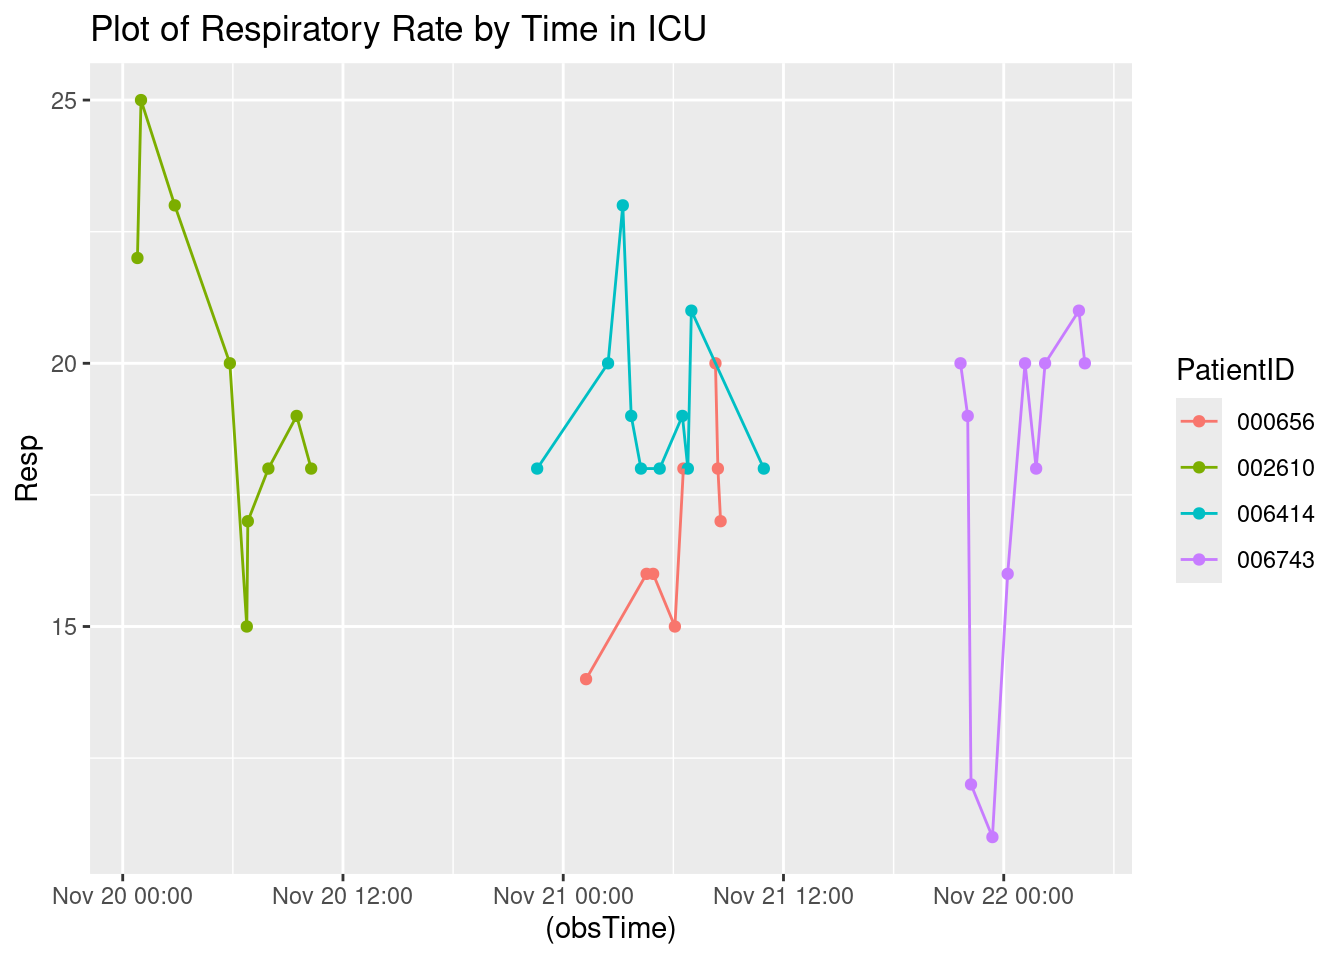 Plot of Respiratory Rate by Time in ICU
25
20
15
Resp
Nov 20 00:00 Nov 20 12:00 Nov 21 00:00 Nov 21 12:00 Nov 22 00:00
(obsTime)
PatientID
000656
002610
006414
006743